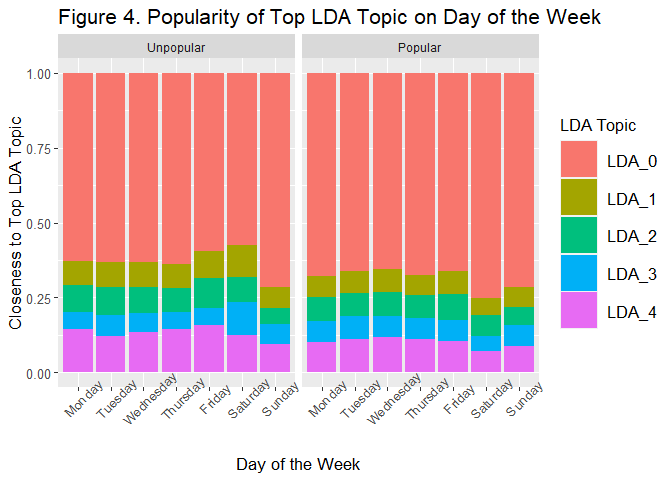 Figure 4. Popularity of Top LDA Topic on Day of the Week
Unpopular
Popular
Closeness to Top LDA Topic
1.00
0.75
0.50
0.25
0.00
Monday
Tuesday
Wednesday
Thursday
Friday
Saturday
Sunday
Monday
Tuesday
Wednesday
Thursday
Friday
Saturday
Sunday
Day of the Week
LDA Topic
LDA_0
LDA_1
LDA_2
LDA_3
LDA_4